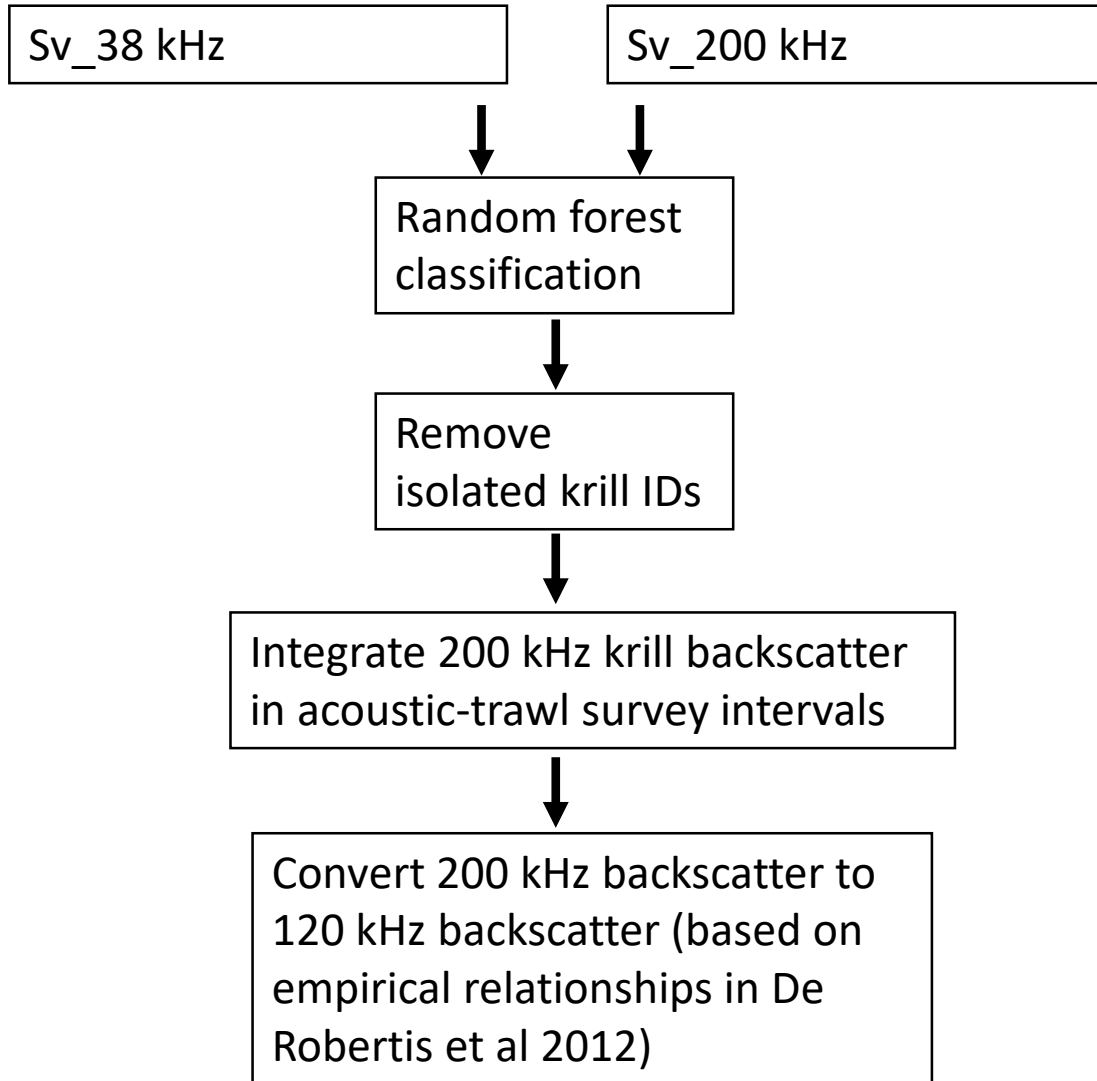 Sv_38 kHz
Sv_200 kHz
Random forest
classification
Remove
isolated krill IDs
Integrate 200 kHz krill backscatter
in acoustic-trawl survey intervals
Convert 200 kHz backscatter to
120 kHz backscatter (based on
empirical relationships in De
Robertis et al 2012)